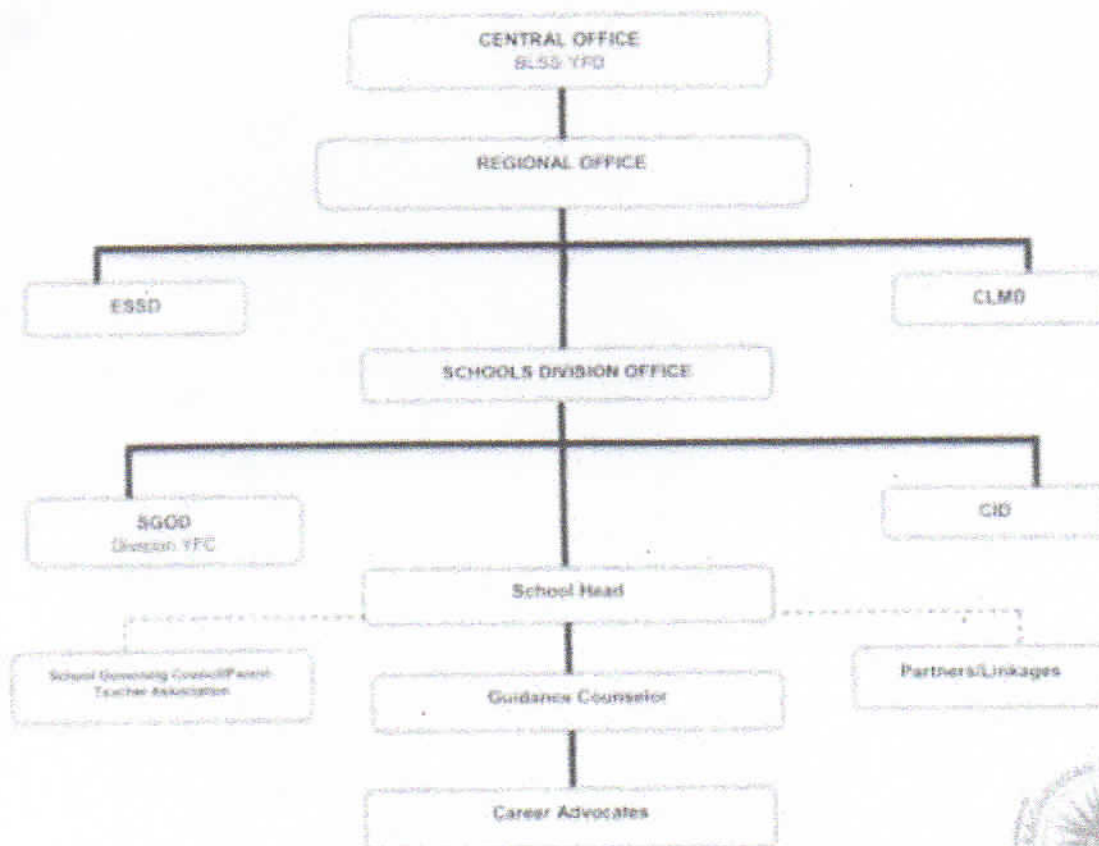 CENTRAL OFFICE
BLSS YFD
REGIONAL OFFICE
ESSD
CLMD
SCHOOLS DIVISION OFFICE
SGOD
Division YFC
CID
School Head
School Governing Council/Parent-
Teacher Association
Partners/Linkages
Guidance Counselor
Career Advocates